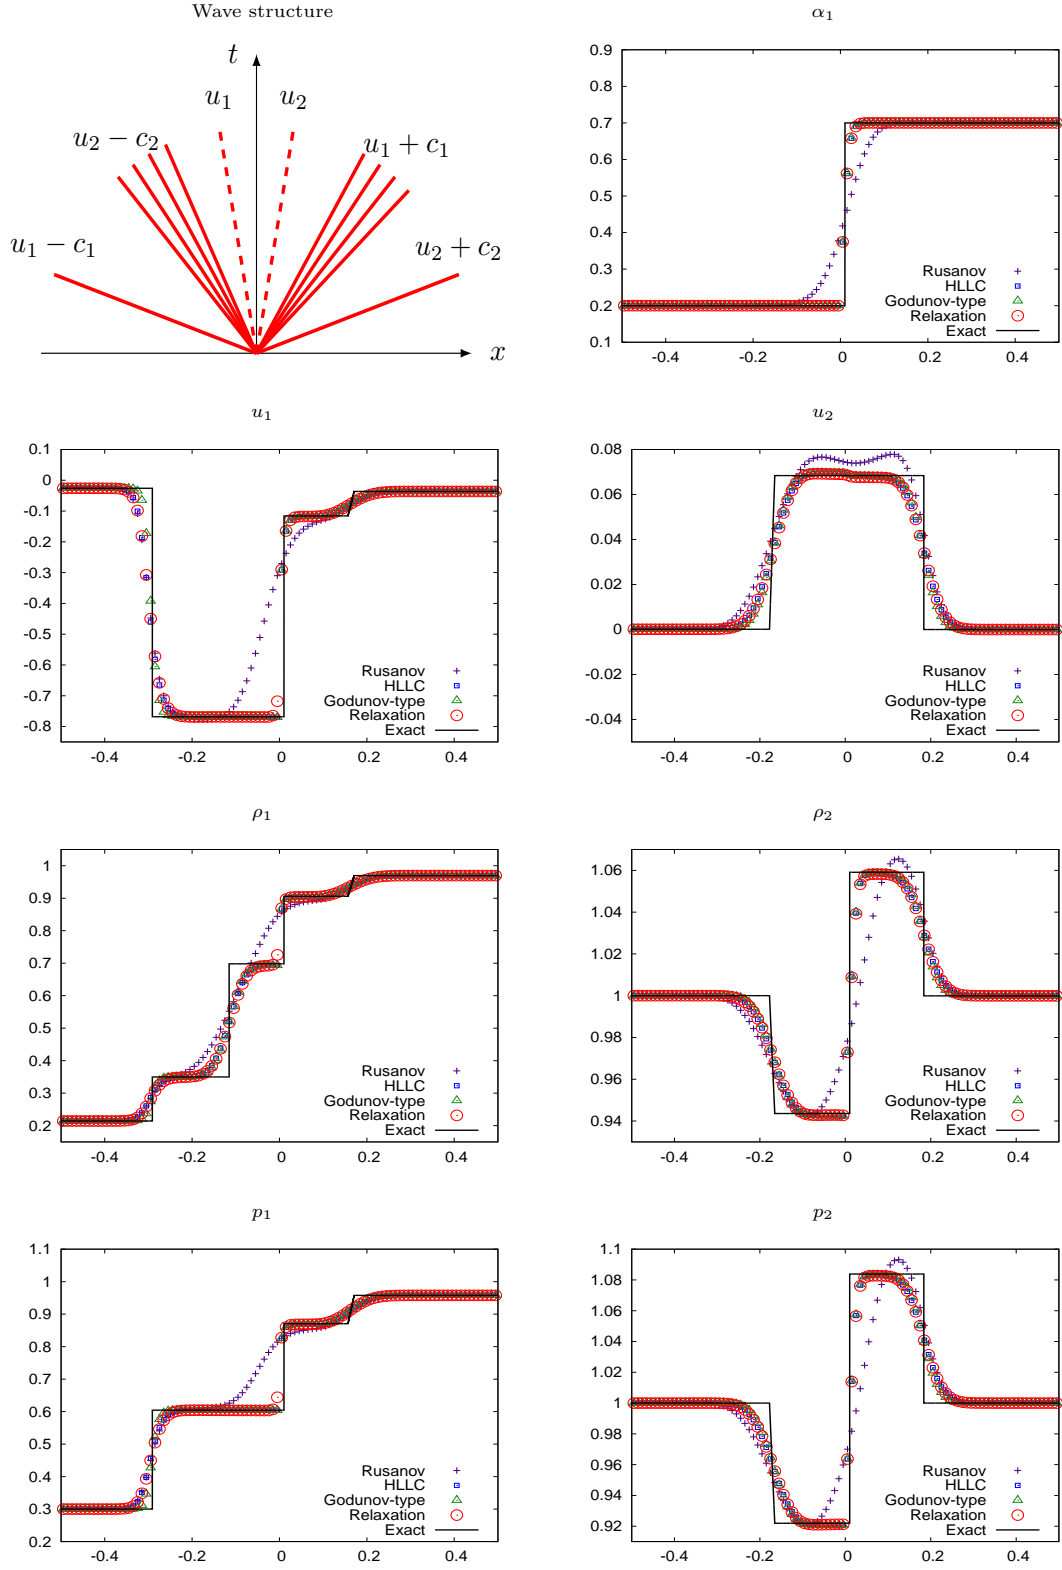 Wave structure
t
u₁
u₂
u₂ − c₂
u₁ + c₁
u₁ − c₁
u₂ + c₂
x
α₁
0.9
0.8
0.7
0.6
0.5
0.4
0.3
0.2
0.1
-0.4 -0.2 0 0.2 0.4
Rusanov
HLLC
Godunov-type
Relaxation
Exact
u₁
0.1
0
-0.1
-0.2
-0.3
-0.4
-0.5
-0.6
-0.7
-0.8
-0.4 -0.2 0 0.2 0.4
Rusanov
HLLC
Godunov-type
Relaxation
Exact
u₂
0.08
0.06
0.04
0.02
0
-0.02
-0.04
-0.4 -0.2 0 0.2 0.4
Rusanov
HLLC
Godunov-type
Relaxation
Exact
ρ₁
1
0.9
0.8
0.7
0.6
0.5
0.4
0.3
0.2
-0.4 -0.2 0 0.2 0.4
Rusanov
HLLC
Godunov-type
Relaxation
Exact
ρ₂
1.06
1.04
1.02
1
0.98
0.96
0.94
-0.4 -0.2 0 0.2 0.4
Rusanov
HLLC
Godunov-type
Relaxation
Exact
p₁
1.1
1
0.9
0.8
0.7
0.6
0.5
0.4
0.3
0.2
-0.4 -0.2 0 0.2 0.4
Rusanov
HLLC
Godunov-type
Relaxation
Exact
p₂
1.1
1.08
1.06
1.04
1.02
1
0.98
0.96
0.94
0.92
-0.4 -0.2 0 0.2 0.4
Rusanov
HLLC
Godunov-type
Relaxation
Exact